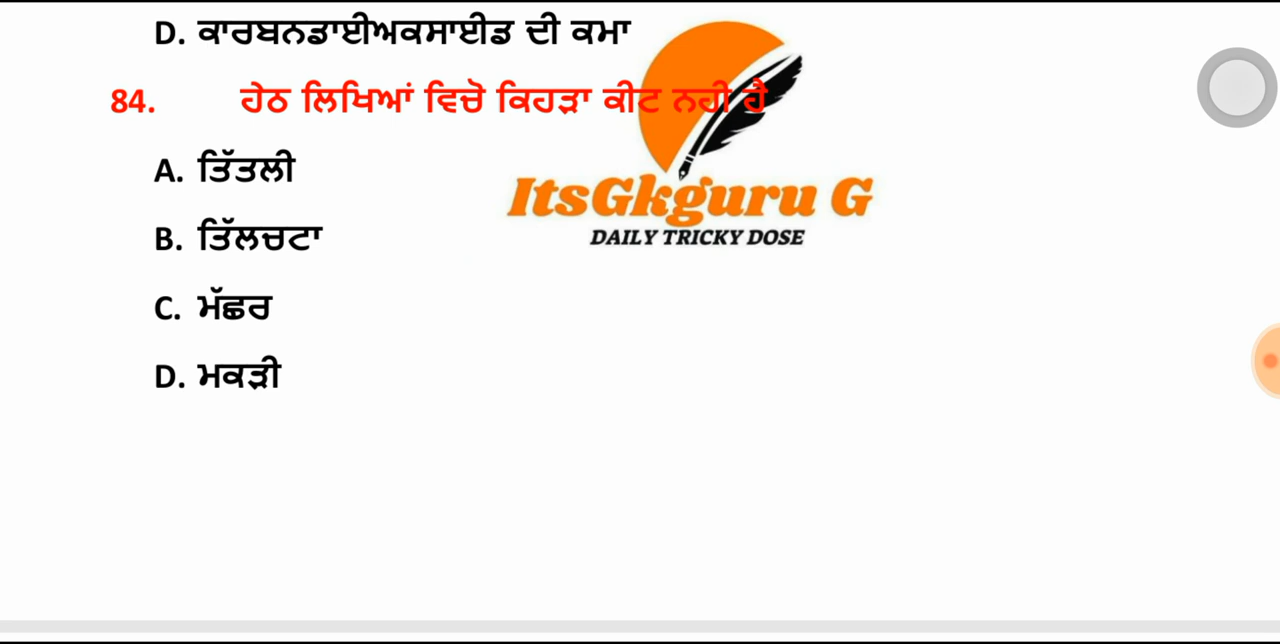 D. ਕਾਰਬਨਡਾਈਅਕਸਾਈਡ ਦੀ ਕਮਾ
84. ਹੇਠ ਲਿਖਿਆਂ ਵਿਚੋ ਕਿਹੜਾ ਕੀਟ ਨਹੀ ਹੈ
A. ਤਿੱਤਲੀ
ItsGkguru G
B. ਤਿੱਲਚਟਾ
DAILY TRICKY DOSE
C. ਮੱਛਰ
D. ਮਕੜੀ